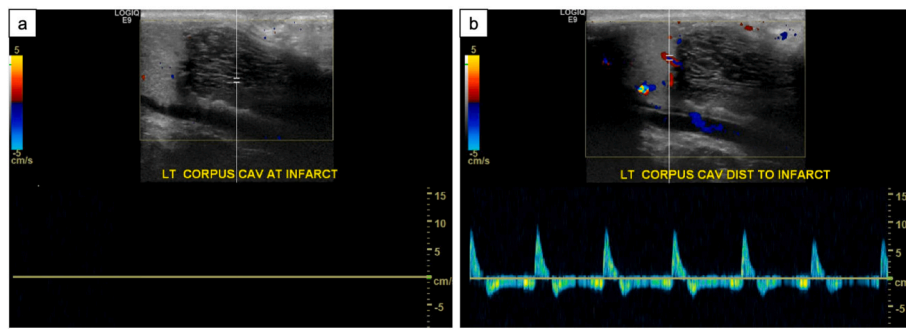 a
LOGIQ
E9
5
-5
cm/s
LT CORPUS CAV AT INFARCT
15
10
5
cm/
-5
b
LOGIQ
E9
5
-5
cm/s
LT CORPUS CAV DIST TO INFARCT
15
10
5
cm/
-5